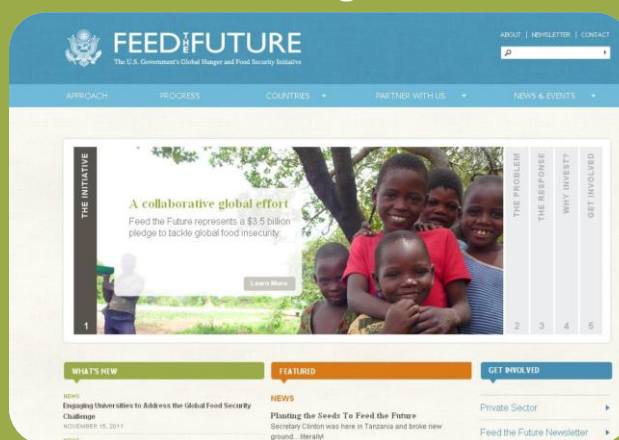 FEED THE FUTURE
The U.S. Government's Global Hunger and Food Security Initiative
ABOUT | NEWSLETTER | CONTACT
APPROACH PROGRESS COUNTRIES PARTNER WITH US NEWS & EVENTS
THE INITIATIVE
1
A collaborative global effort
Feed the Future represents a $3.5 billion
pledge to tackle global food insecurity
Learn More
THE PROBLEM
2
THE RESPONSE
3
WHY INVEST?
4
GET INVOLVED
5
WHAT'S NEW
NEWS
Engaging Universities to Address the Global Food Security
Challenge
NOVEMBER 15, 2011
NEWS
FEATURED
NEWS
Planting the Seeds To Feed the Future
Secretary Clinton was here in Tanzania and broke new
ground...literally!
GET INVOLVED
Private Sector
Feed the Future Newsletter